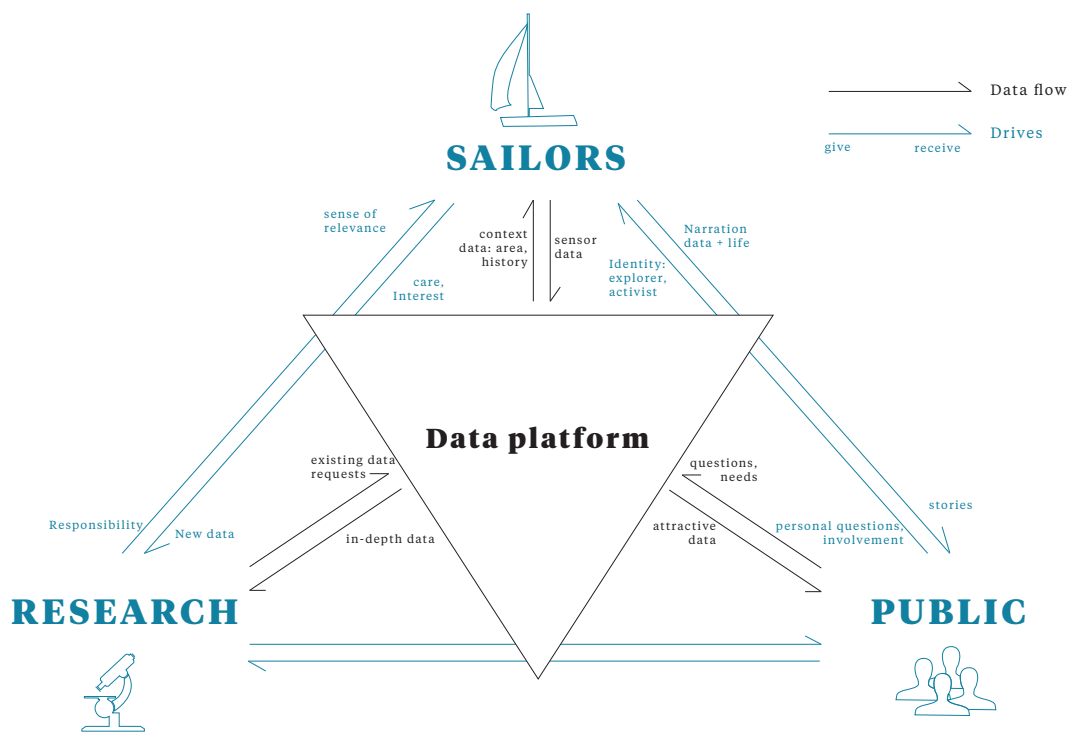 Data flow
Drives
give
receive
SAILORS
sense of
relevance
care,
Interest
context
data: area,
history
sensor
data
Identity:
explorer,
activist
Narration
data + life
Data platform
existing data
requests
in-depth data
questions,
needs
attractive
data
Responsibility
New data
stories
personal questions,
involvement
RESEARCH
PUBLIC